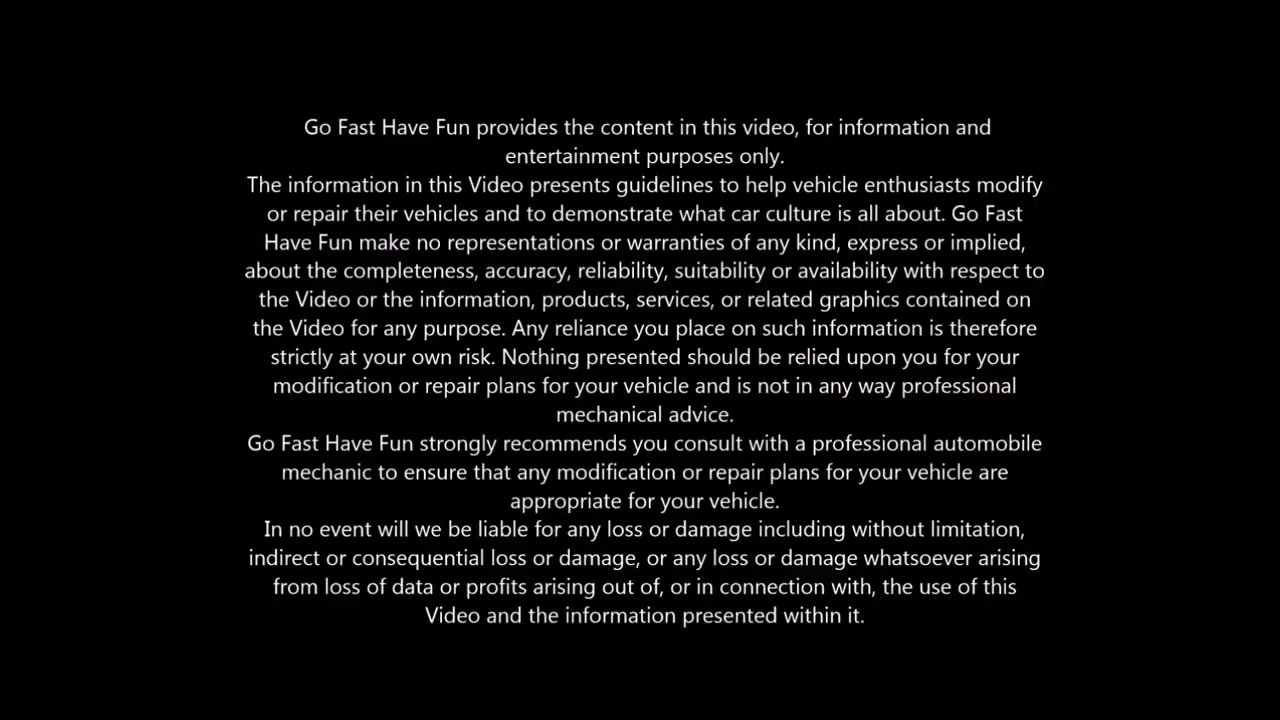 Go Fast Have Fun provides the content in this video, for information and
entertainment purposes only.
The information in this Video presents guidelines to help vehicle enthusiasts modify
or repair their vehicles and to demonstrate what car culture is all about. Go Fast
Have Fun make no representations or warranties of any kind, express or implied,
about the completeness, accuracy, reliability, suitability or availability with respect to
the Video or the information, products, services, or related graphics contained on
the Video for any purpose. Any reliance you place on such information is therefore
strictly at your own risk. Nothing presented should be relied upon you for your
modification or repair plans for your vehicle and is not in any way professional
mechanical advice.
Go Fast Have Fun strongly recommends you consult with a professional automobile
mechanic to ensure that any modification or repair plans for your vehicle are
appropriate for your vehicle.
In no event will we be liable for any loss or damage including without limitation,
indirect or consequential loss or damage, or any loss or damage whatsoever arising
from loss of data or profits arising out of, or in connection with, the use of this
Video and the information presented within it.